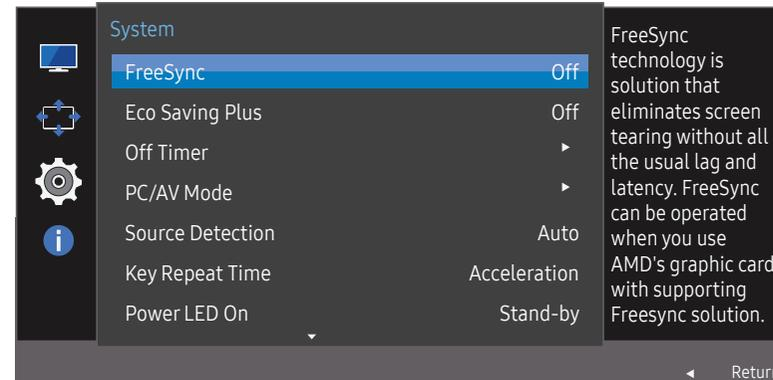 System
FreeSync Off
Eco Saving Plus Off
Off Timer
PC/AV Mode
Source Detection Auto
Key Repeat Time Acceleration
Power LED On Stand-by
FreeSync
technology is
solution that
eliminates screen
tearing without all
the usual lag and
latency. FreeSync
can be operated
when you use
AMD's graphic card
with supporting
Freesync solution.
Return